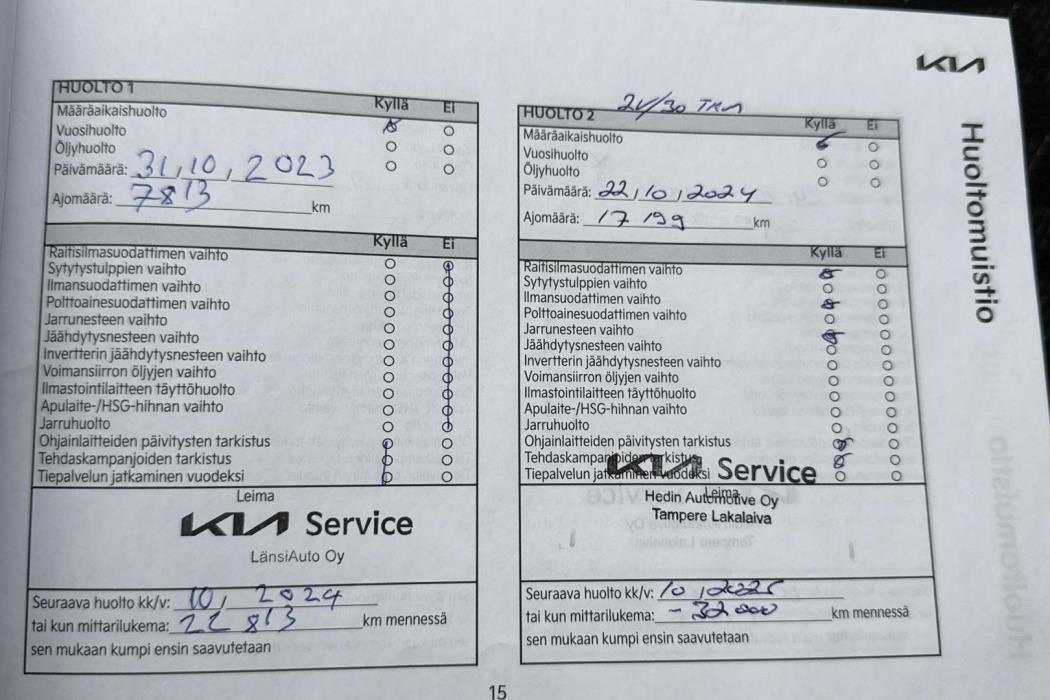 KIA
Huoltomuistio
HUOLTO 1
Kyllä Ei
Määräaikaishuolto
Vuosihuolto
Öljyhuolto
Päivämäärä: 31,10,2023
Ajomäärä: 7813 km
Kyllä Ei
Raitisilmasuodattimen vaihto
Sytytystulppien vaihto
Ilmansuodattimen vaihto
Polttoainesuodattimen vaihto
Jarrunesteen vaihto
Jäähdytysnesteen vaihto
Invertterin jäähdytysnesteen vaihto
Voimansiirron öljyjen vaihto
Ilmastointilaitteen täyttöhuolto
Apulaite-/HSG-hihnan vaihto
Jarruhuolto
Ohjainlaitteiden päivitysten tarkistus
Tehdaskampanjoiden tarkistus
Tiepalvelun jatkaminen vuodeksi
Leima
KIA Service
LänsiAuto Oy
Seuraava huolto kk/v: 10, 2024
tai kun mittarilukema: 22813 km mennessä
sen mukaan kumpi ensin saavutetaan
HUOLTO 2 2V/30 TKM
Kyllä Ei
Määräaikaishuolto
Vuosihuolto
Öljyhuolto
Päivämäärä: 22,10,2024
Ajomäärä: 17 199 km
Kyllä Ei
Raitisilmasuodattimen vaihto
Sytytystulppien vaihto
Ilmansuodattimen vaihto
Polttoainesuodattimen vaihto
Jarrunesteen vaihto
Jäähdytysnesteen vaihto
Invertterin jäähdytysnesteen vaihto
Voimansiirron öljyjen vaihto
Ilmastointilaitteen täyttöhuolto
Apulaite-/HSG-hihnan vaihto
Jarruhuolto
Ohjainlaitteiden päivitysten tarkistus
Tehdaskampanjoiden tarkistus
Tiepalvelun jatkaminen vuodeksi
KIA Service
Leima
Hedin Automotive Oy
Tampere Lakalaiva
Seuraava huolto kk/v: 10,2025
tai kun mittarilukema: - 32 000 km mennessä
sen mukaan kumpi ensin saavutetaan
15